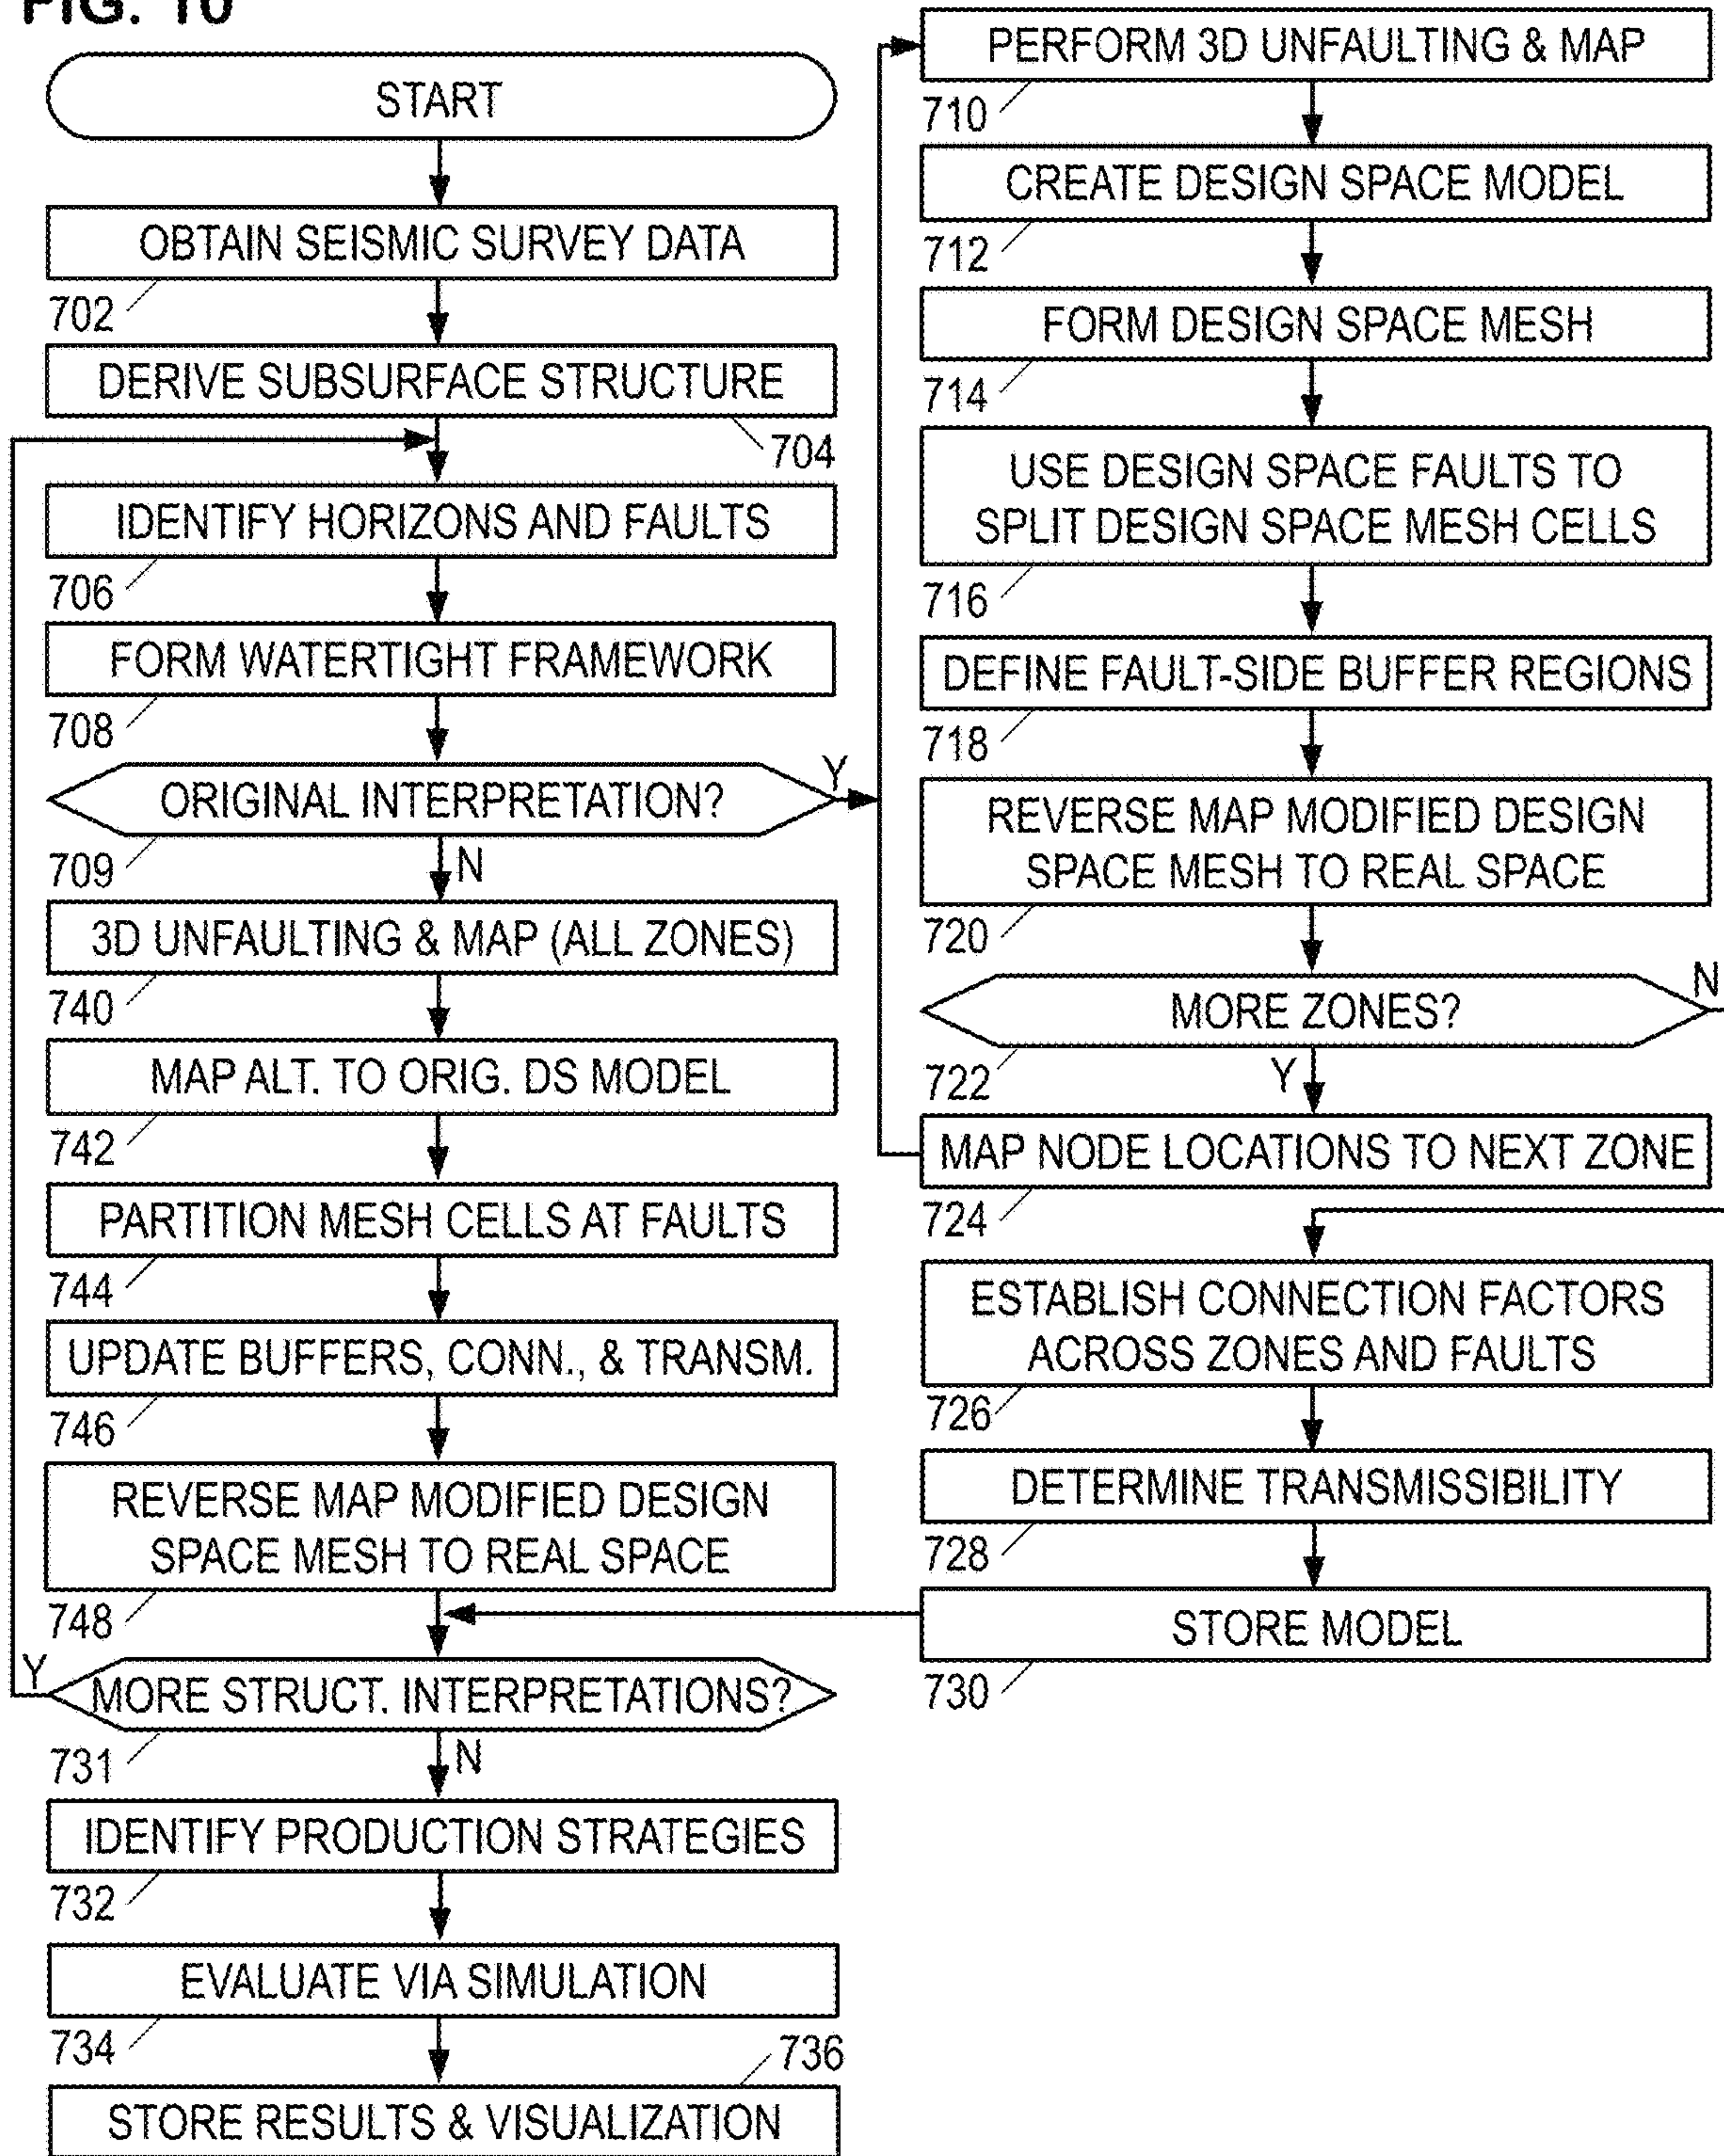 FIG. 10
START
OBTAIN SEISMIC SURVEY DATA
702
DERIVE SUBSURFACE STRUCTURE
704
IDENTIFY HORIZONS AND FAULTS
706
FORM WATERTIGHT FRAMEWORK
708
ORIGINAL INTERPRETATION?
Y
709
N
3D UNFAULTING & MAP (ALL ZONES)
740
MAP ALT. TO ORIG. DS MODEL
742
PARTITION MESH CELLS AT FAULTS
744
UPDATE BUFFERS, CONN., & TRANSM.
746
REVERSE MAP MODIFIED DESIGN
SPACE MESH TO REAL SPACE
748
Y
MORE STRUCT. INTERPRETATIONS?
731
N
IDENTIFY PRODUCTION STRATEGIES
732
EVALUATE VIA SIMULATION
734
736
STORE RESULTS & VISUALIZATION
PERFORM 3D UNFAULTING & MAP
710
CREATE DESIGN SPACE MODEL
712
FORM DESIGN SPACE MESH
714
USE DESIGN SPACE FAULTS TO
SPLIT DESIGN SPACE MESH CELLS
716
DEFINE FAULT-SIDE BUFFER REGIONS
718
REVERSE MAP MODIFIED DESIGN
SPACE MESH TO REAL SPACE
720
N
MORE ZONES?
722
Y
MAP NODE LOCATIONS TO NEXT ZONE
724
ESTABLISH CONNECTION FACTORS
ACROSS ZONES AND FAULTS
726
DETERMINE TRANSMISSIBILITY
728
STORE MODEL
730